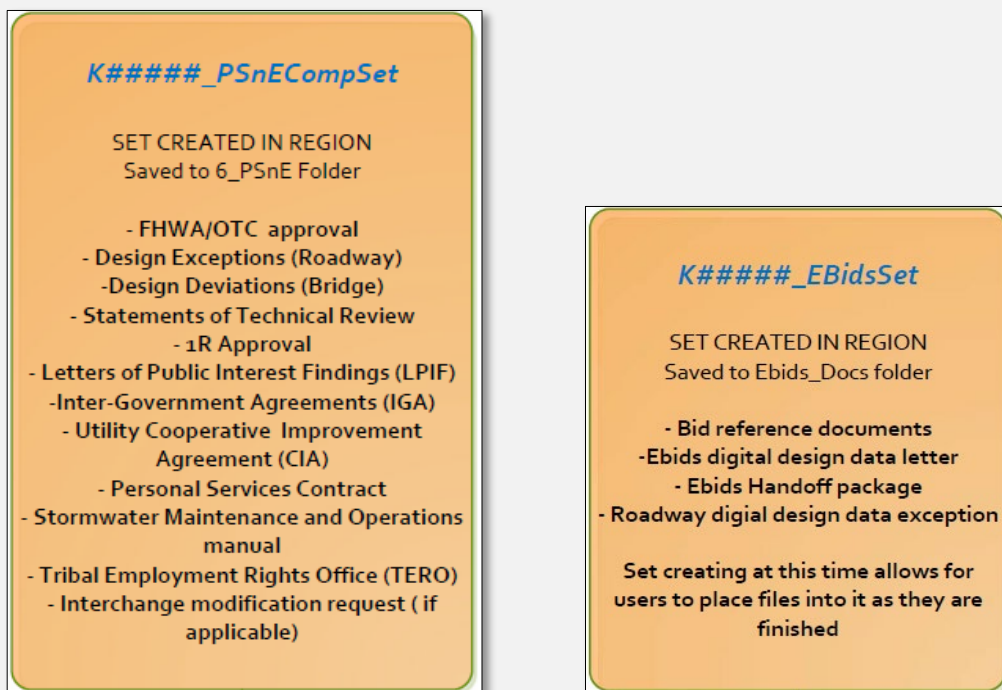 K#####_PSnECompSet
SET CREATED IN REGION
Saved to 6_PSnE Folder
- FHWA/OTC  approval
- Design Exceptions (Roadway)
-Design Deviations (Bridge)
- Statements of Technical Review
- 1R Approval
- Letters of Public Interest Findings (LPIF)
-Inter-Government Agreements (IGA)
- Utility Cooperative  Improvement
Agreement (CIA)
- Personal Services Contract
- Stormwater Maintenance and Operations
manual
- Tribal Employment Rights Office (TERO)
- Interchange modification request ( if
applicable)
K#####_EBidsSet
SET CREATED IN REGION
Saved to Ebids_Docs folder
- Bid reference documents
-Ebids digital design data letter
- Ebids Handoff package
- Roadway digial design data exception
Set creating at this time allows for
users to place files into it as they are
finished